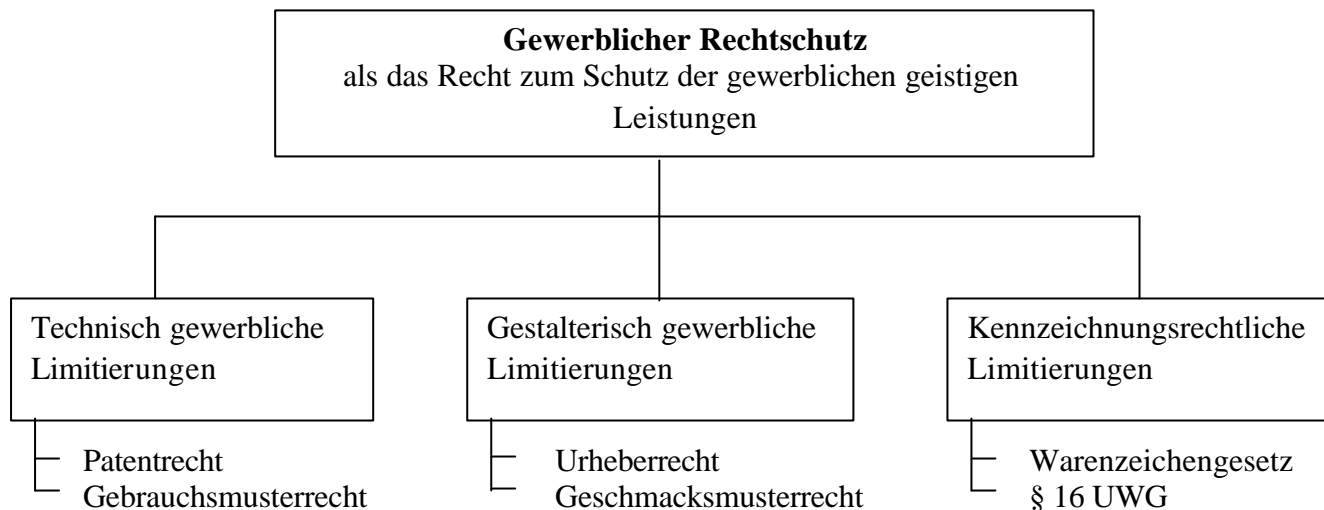 Gewerblicher Rechtschutz
als das Recht zum Schutz der gewerblichen geistigen
Leistungen
Technisch gewerbliche
Limitierungen
Patentrecht
Gebrauchsmusterrecht
Gestalterisch gewerbliche
Limitierungen
Urheberrecht
Geschmacksmusterrecht
Kennzeichnungsrechtliche
Limitierungen
Warenzeichengesetz
§ 16 UWG